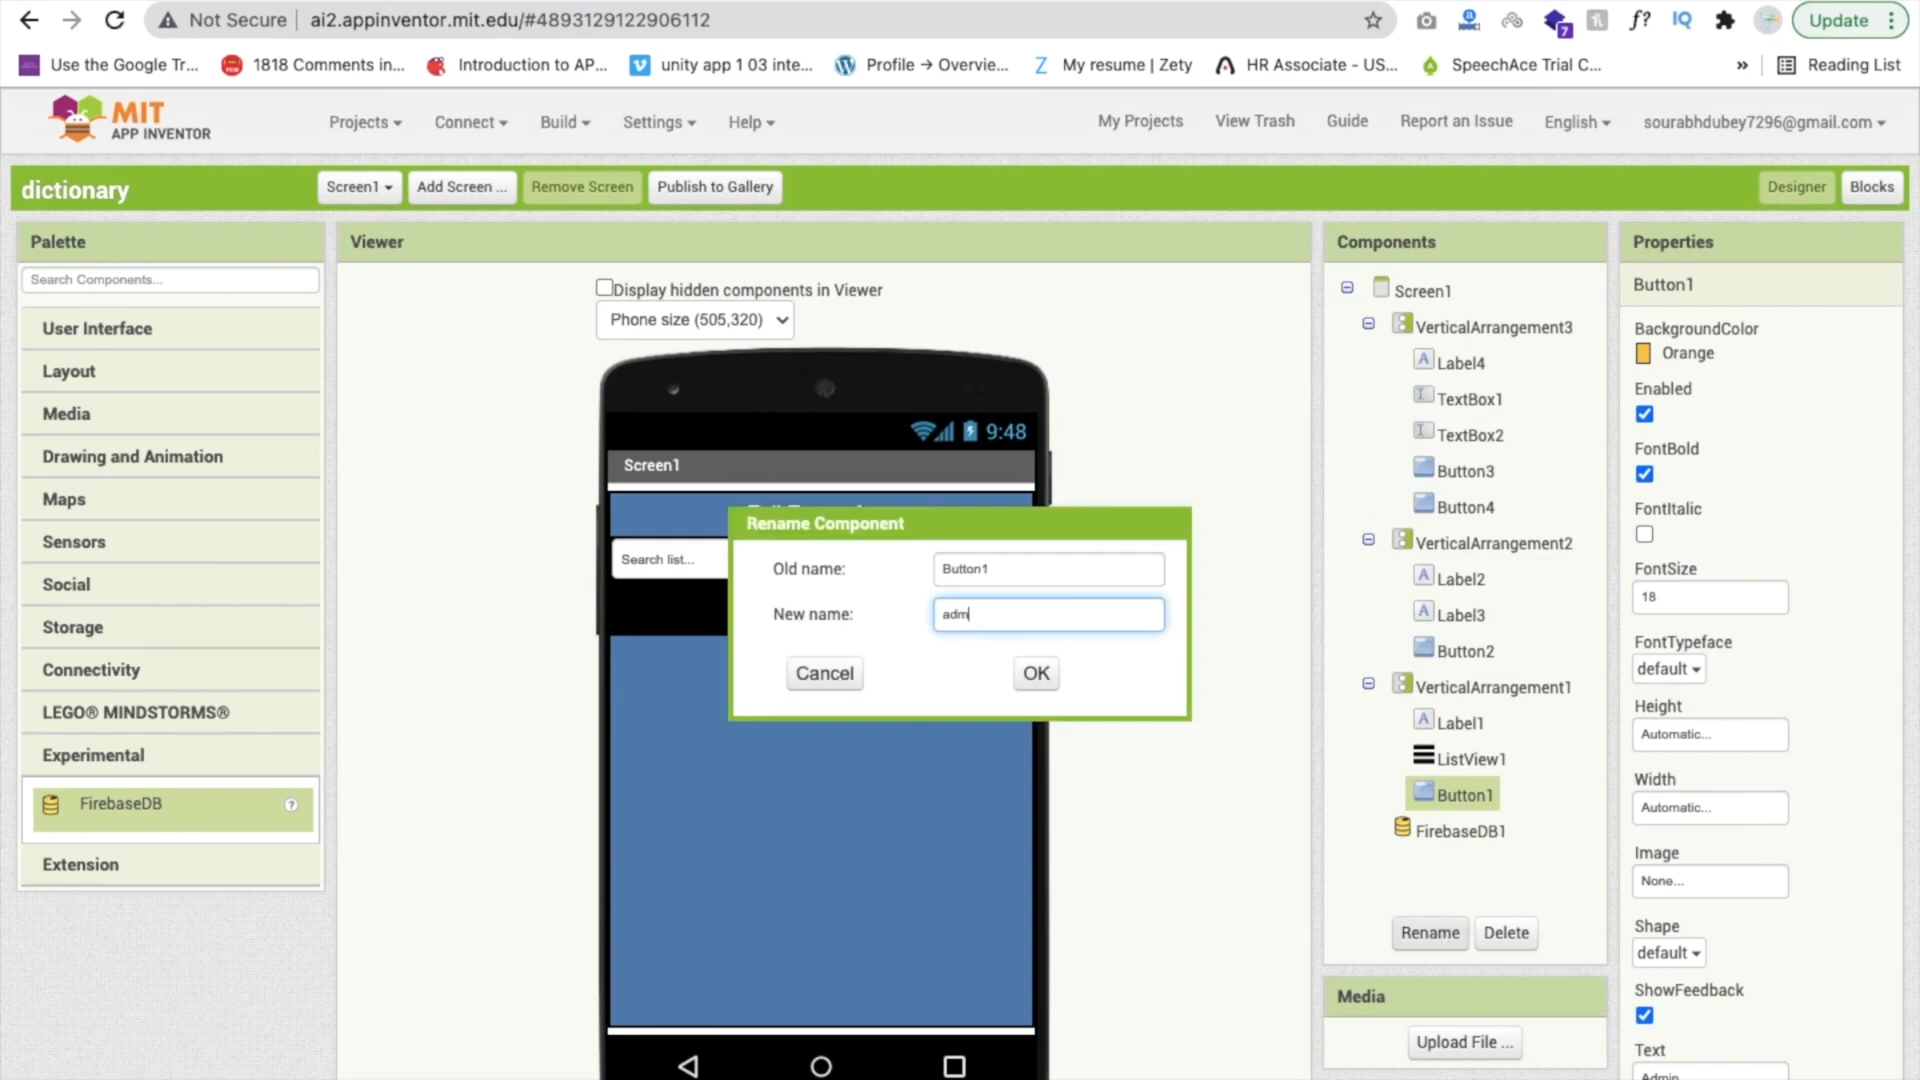 Not Secure
ai2.appinventor.mit.edu/#4893129122906112
7
f?
IQ
Update
Use the Google Tr...
1818 Comments in...
Introduction to AP...
unity app 1 03 inte...
Profile → Overvie...
My resume | Zety
HR Associate - US...
SpeechAce Trial C...
»
Reading List
MIT
APP INVENTOR
Projects
Connect
Build
Settings
Help
My Projects
View Trash
Guide
Report an Issue
English
sourabhdubey7296@gmail.com
dictionary
Screen1
Add Screen ...
Remove Screen
Publish to Gallery
Designer
Blocks
Palette
Search Components...
User Interface
Layout
Media
Drawing and Animation
Maps
Sensors
Social
Storage
Connectivity
LEGO® MINDSTORMS®
Experimental
FirebaseDB
?
Extension
Viewer
Display hidden components in Viewer
Phone size (505,320)
9:48
Screen1
Search list...
Rename Component
Old name:
Button1
New name:
adm
Cancel
OK
Components
Screen1
VerticalArrangement3
Label4
TextBox1
TextBox2
Button3
Button4
VerticalArrangement2
Label2
Label3
Button2
VerticalArrangement1
Label1
ListView1
Button1
FirebaseDB1
Rename
Delete
Media
Upload File ...
Properties
Button1
BackgroundColor
Orange
Enabled
FontBold
FontItalic
FontSize
18
FontTypeface
default
Height
Automatic...
Width
Automatic...
Image
None...
Shape
default
ShowFeedback
Text
Admin